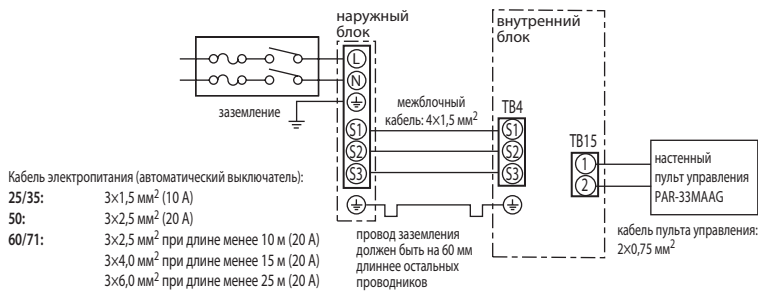 наружный
блок
внутренний
блок
L
N
заземление
межблочный
кабель: 4×1,5 мм²
TB4
S1
S2
S3
S1
S2
S3
TB15
1
2
настенный
пульт управления
PAR-33MAAG
кабель пульта управления:
2×0,75 мм²
провод заземления
должен быть на 60 мм
длиннее остальных
проводников
Кабель электропитания (автоматический выключатель):
25/35: 3×1,5 мм² (10 А)
50: 3×2,5 мм² (20 А)
60/71: 3×2,5 мм² при длине менее 10 м (20 А)
3×4,0 мм² при длине менее 15 м (20 А)
3×6,0 мм² при длине менее 25 м (20 А)